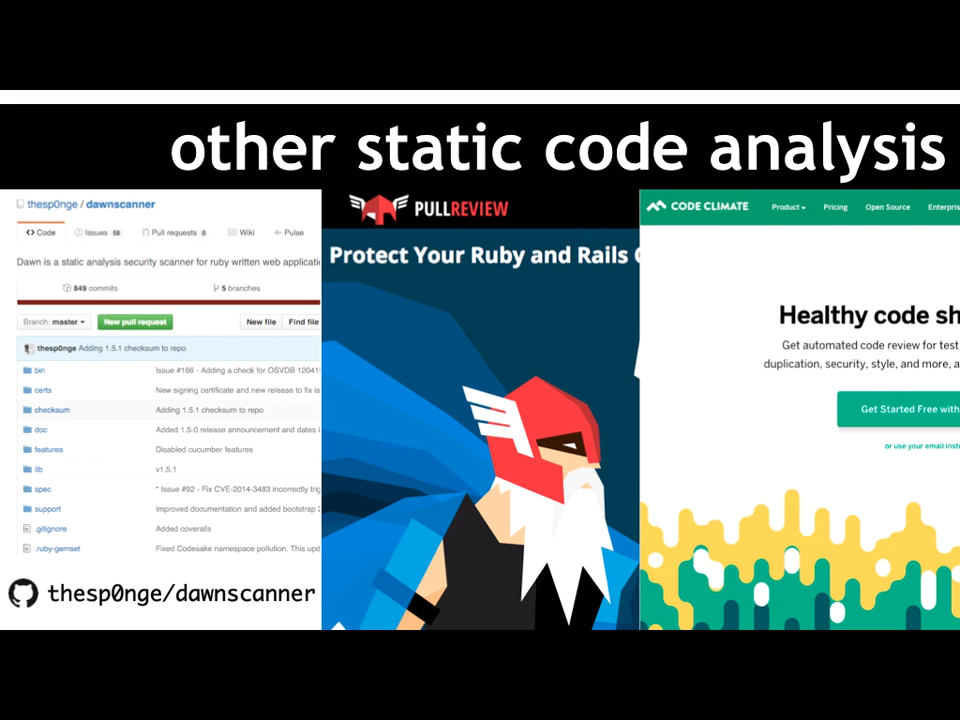 other static code analysis
thesp0nge / dawnscanner
Code Issues 58 Pull requests 0 Wiki Pulse
Dawn is a static analysis security scanner for ruby written web applicati
849 commits 5 branches
Branch: master New pull request New file Find file
thesp0nge Adding 1.5.1 checksum to repo
bin Issue #166 - Adding a check for OSVDB 12041
certs New signing certificate and new release to fix is
checksum Adding 1.5.1 checksum to repo
doc Added 1.5.0 release announcement and dates i
features Disabled cucumber features
lib v1.5.1
spec * Issue #92 - Fix CVE-2014-3483 incorrectly trig
support Improved documentation and added bootstrap
.gitignore Added coveralls
.ruby-gemset Fixed Codesake namespace pollution. This upd
thesp0nge/dawnscanner
PULLREVIEW
Protect Your Ruby and Rails
CODE CLIMATE Product Pricing Open Source Enterpris
Healthy code sh
Get automated code review for test
duplication, security, style, and more, a
Get Started Free with
or use your email inste